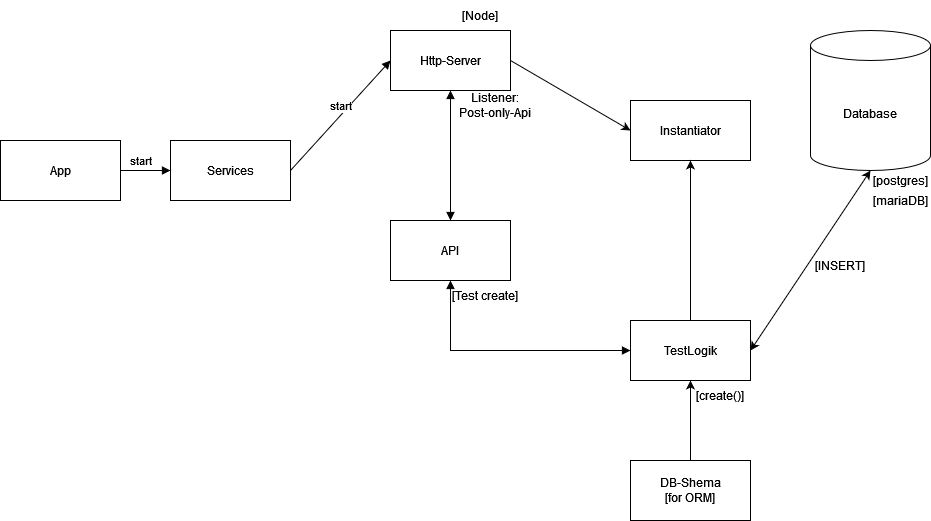 [Node]
Http-Server
Listener:
Post-only-Api
start
Instantiator
Database
App
start
Services
[postgres]
[mariaDB]
API
[INSERT]
[Test create]
TestLogik
[create()]
DB-Shema
[for ORM]